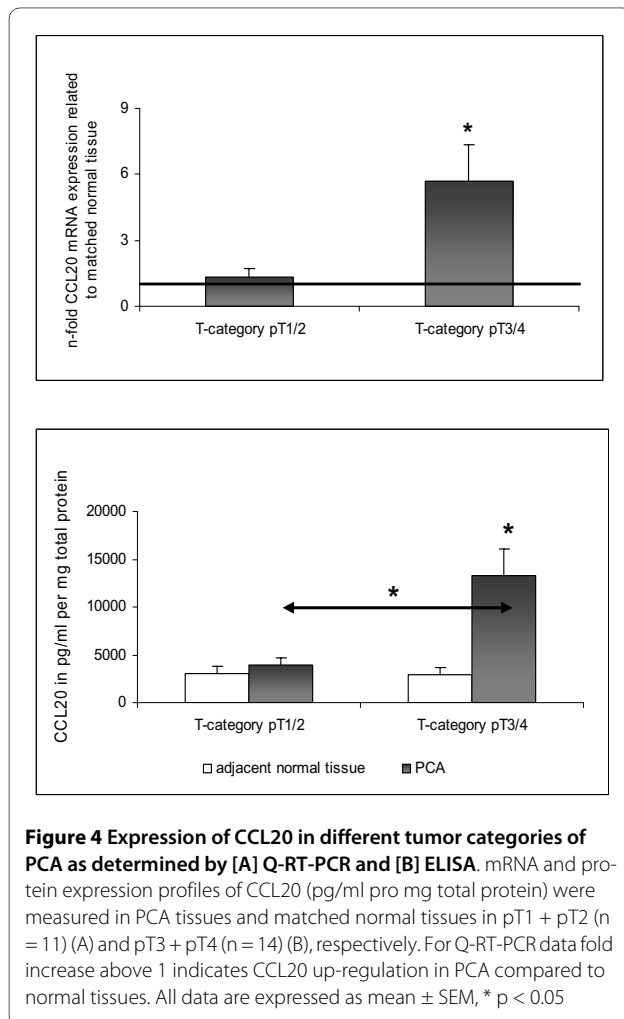 n-fold CCL20 mRNA expression related
to matched normal tissue
9
6
3
0
*
T-category pT1/2 T-category pT3/4
CCL20 in pg/ml per mg total protein
20000
15000
10000
5000
0
*
*
T-category pT1/2 T-category pT3/4
adjacent normal tissue PCA
Figure 4 Expression of CCL20 in different tumor categories of
PCA as determined by [A] Q-RT-PCR and [B] ELISA. mRNA and pro-
tein expression profiles of CCL20 (pg/ml pro mg total protein) were
measured in PCA tissues and matched normal tissues in pT1 + pT2 (n
= 11) (A) and pT3 + pT4 (n = 14) (B), respectively. For Q-RT-PCR data fold
increase above 1 indicates CCL20 up-regulation in PCA compared to
normal tissues. All data are expressed as mean ± SEM, * p < 0.05